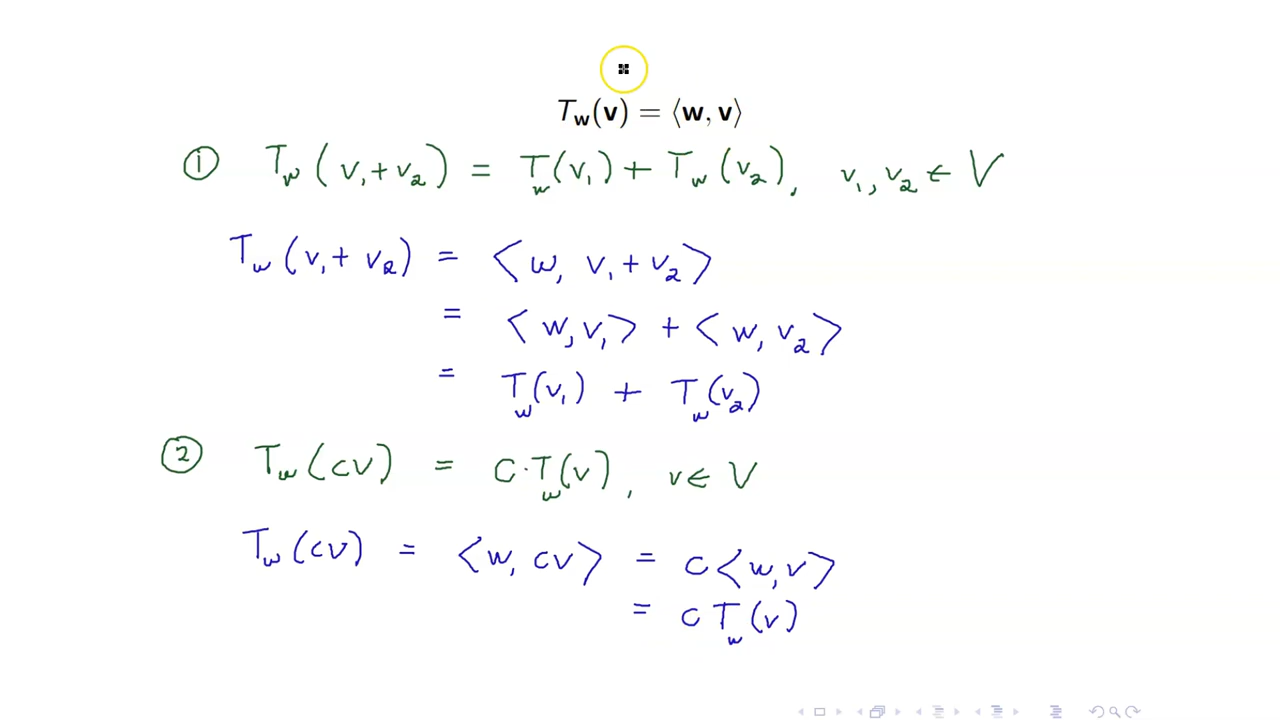 T_w(v) = ⟨w, v⟩
① T_w(v₁+v₂) = T_w(v₁) + T_w(v₂), v₁, v₂ ∈ V
T_w(v₁+v₂) = ⟨w, v₁+v₂⟩
= ⟨w, v₁⟩ + ⟨w, v₂⟩
= T_w(v₁) + T_w(v₂)
② T_w(cv) = c·T_w(v), v ∈ V
T_w(cv) = ⟨w, cv⟩ = c⟨w, v⟩
= c T_w(v)